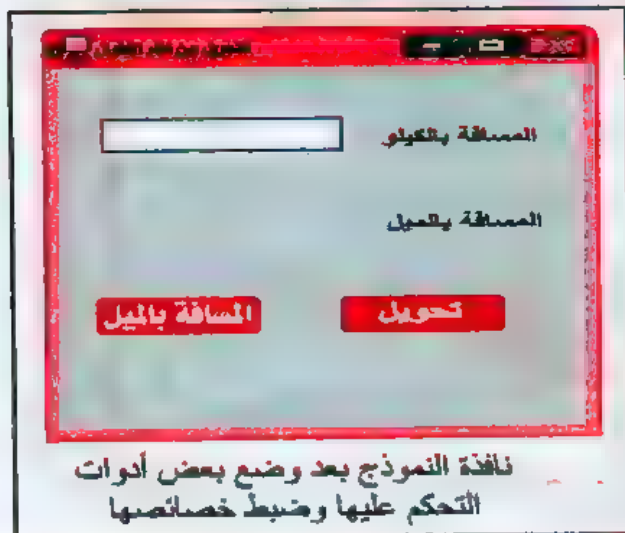 المسافة بالكيلو
المسافة بالميل
تحويل المسافة بالميل
نافذة النموذج بعد وضع بعض أدوات
التحكم عليها وضبط خصائصها